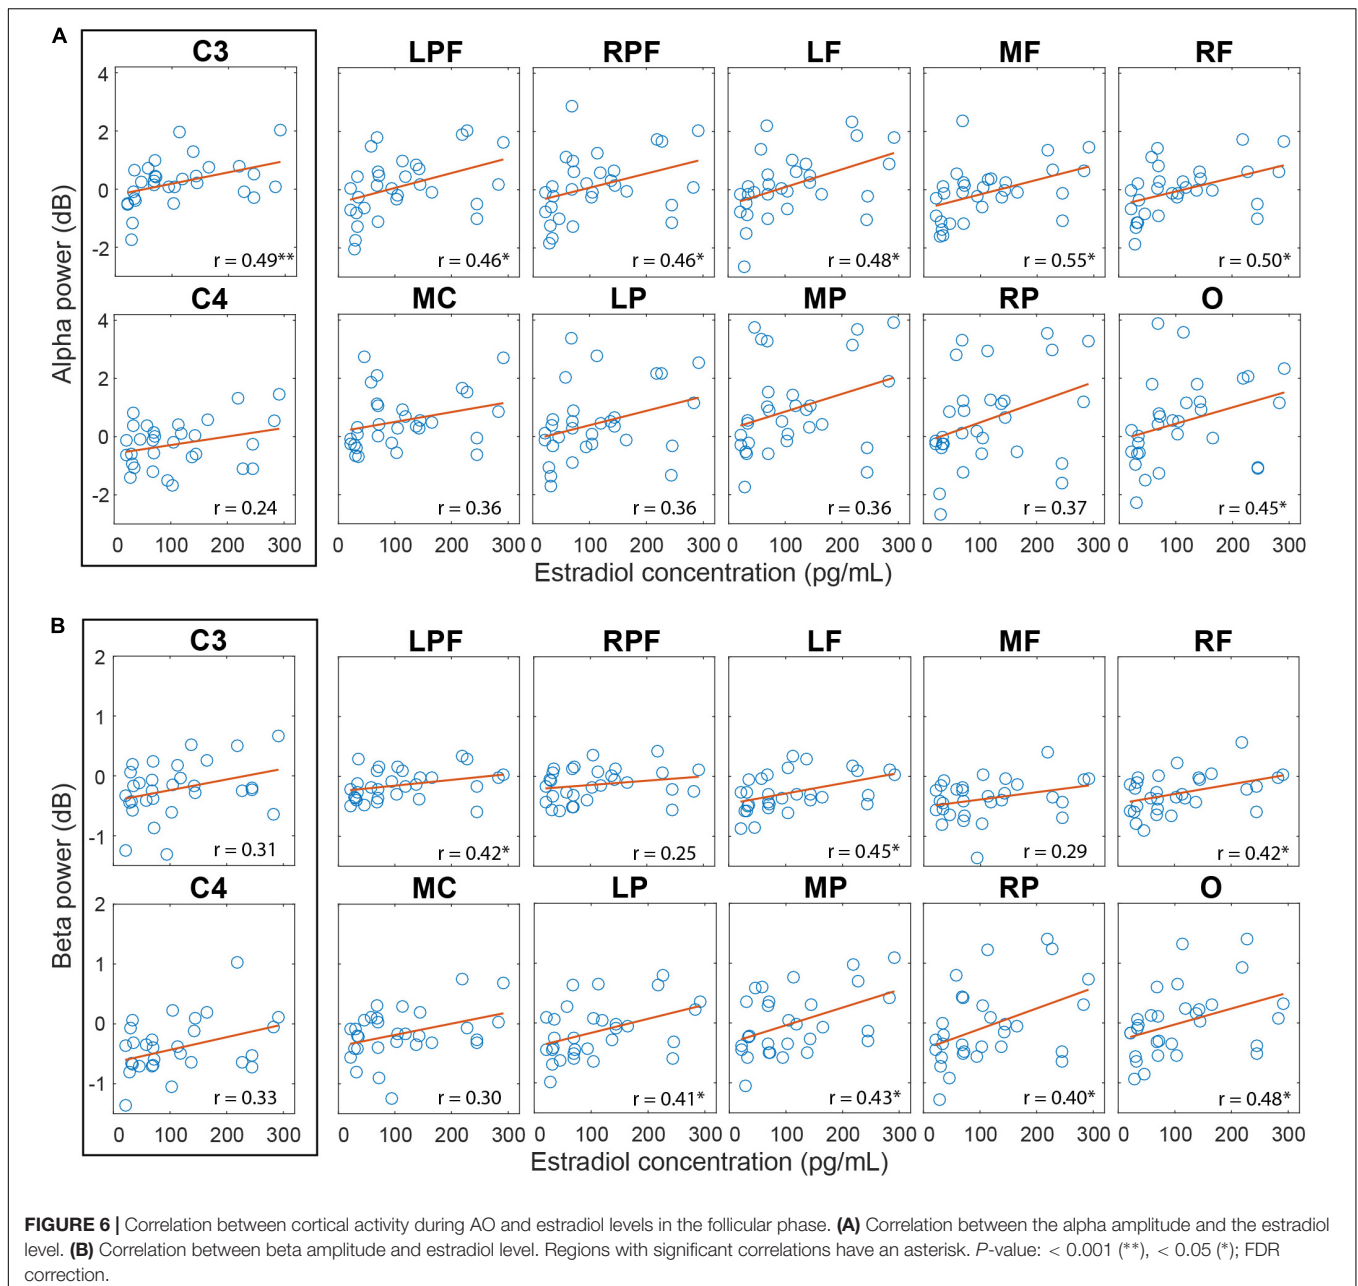 A
C3 LPF RPF LF MF RF
4
2
0
-2
r = 0.49** r = 0.46* r = 0.46* r = 0.48* r = 0.55* r = 0.50*
Alpha power (dB)
C4 MC LP MP RP O
4
2
0
-2
r = 0.24 r = 0.36 r = 0.36 r = 0.36 r = 0.37 r = 0.45*
0 100 200 300 0 100 200 300 0 100 200 300 0 100 200 300 0 100 200 300 0 100 200 300
Estradiol concentration (pg/mL)
B
C3 LPF RPF LF MF RF
2
1
0
-1
r = 0.31 r = 0.42* r = 0.25 r = 0.45* r = 0.29 r = 0.42*
Beta power (dB)
C4 MC LP MP RP O
2
1
0
-1
r = 0.33 r = 0.30 r = 0.41* r = 0.43* r = 0.40* r = 0.48*
0 100 200 300 0 100 200 300 0 100 200 300 0 100 200 300 0 100 200 300 0 100 200 300
Estradiol concentration (pg/mL)
FIGURE 6 | Correlation between cortical activity during AO and estradiol levels in the follicular phase. (A) Correlation between the alpha amplitude and the estradiol
level. (B) Correlation between beta amplitude and estradiol level. Regions with significant correlations have an asterisk. P-value: < 0.001 (**), < 0.05 (*); FDR
correction.